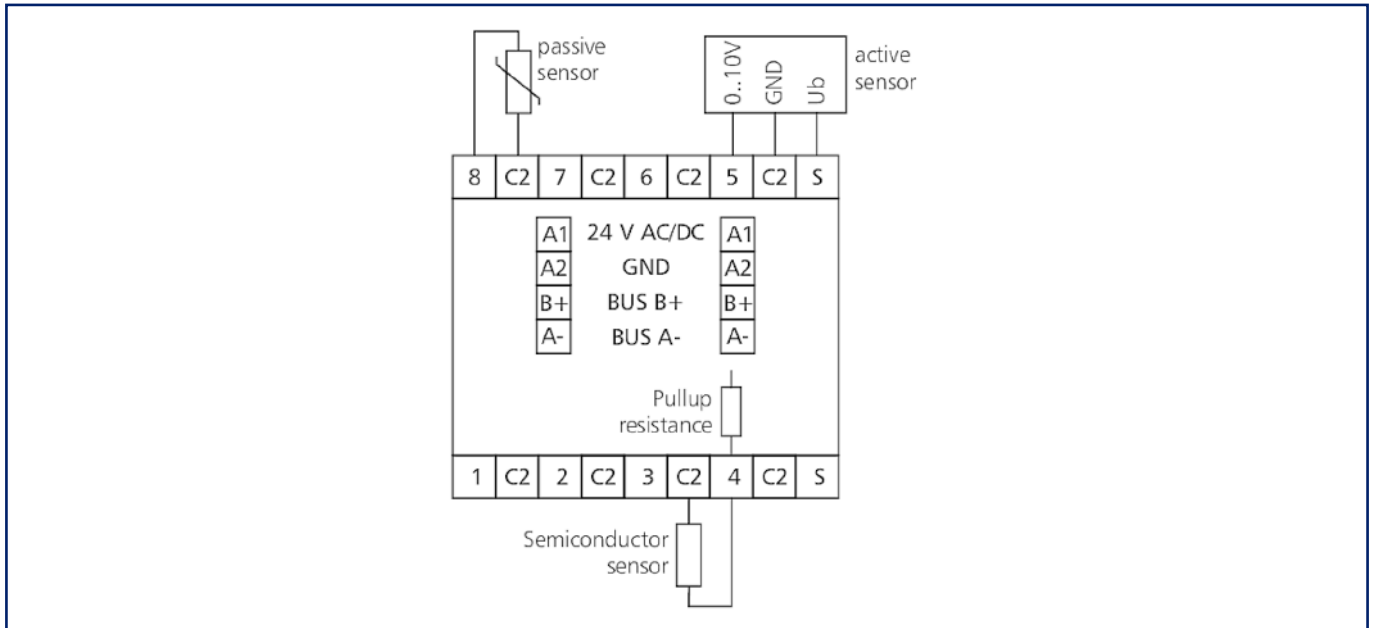 passive
sensor
0..10V
GND
Ub
active
sensor
8 C2 7 C2 6 C2 5 C2 S
A1 24 V AC/DC A1
A2 GND A2
B+ BUS B+ B+
A- BUS A- A-
Pullup
resistance
1 C2 2 C2 3 C2 4 C2 S
Semiconductor
sensor